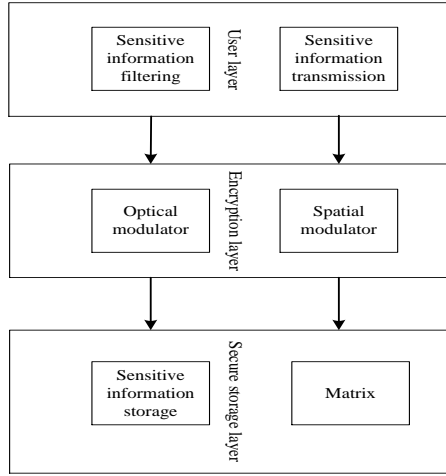 Sensitive
information
filtering
User layer
Sensitive
information
transmission
Optical
modulator
Encryption layer
Spatial
modulator
Sensitive
information
storage
Secure storage layer
Matrix